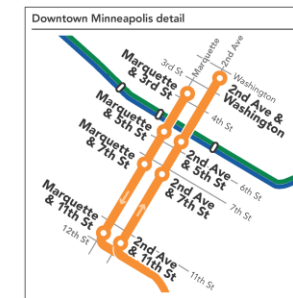 Downtown Minneapolis detail
Marquette
2nd Ave
3rd St
Washington
Marquette
& 3rd St
2nd Ave &
Washington
4th St
Marquette
& 5th St
2nd Ave
& 5th St
6th St
Marquette
& 7th St
2nd Ave
& 7th St
7th St
Marquette
& 11th St
2nd Ave
& 11th St
12th St
11th St